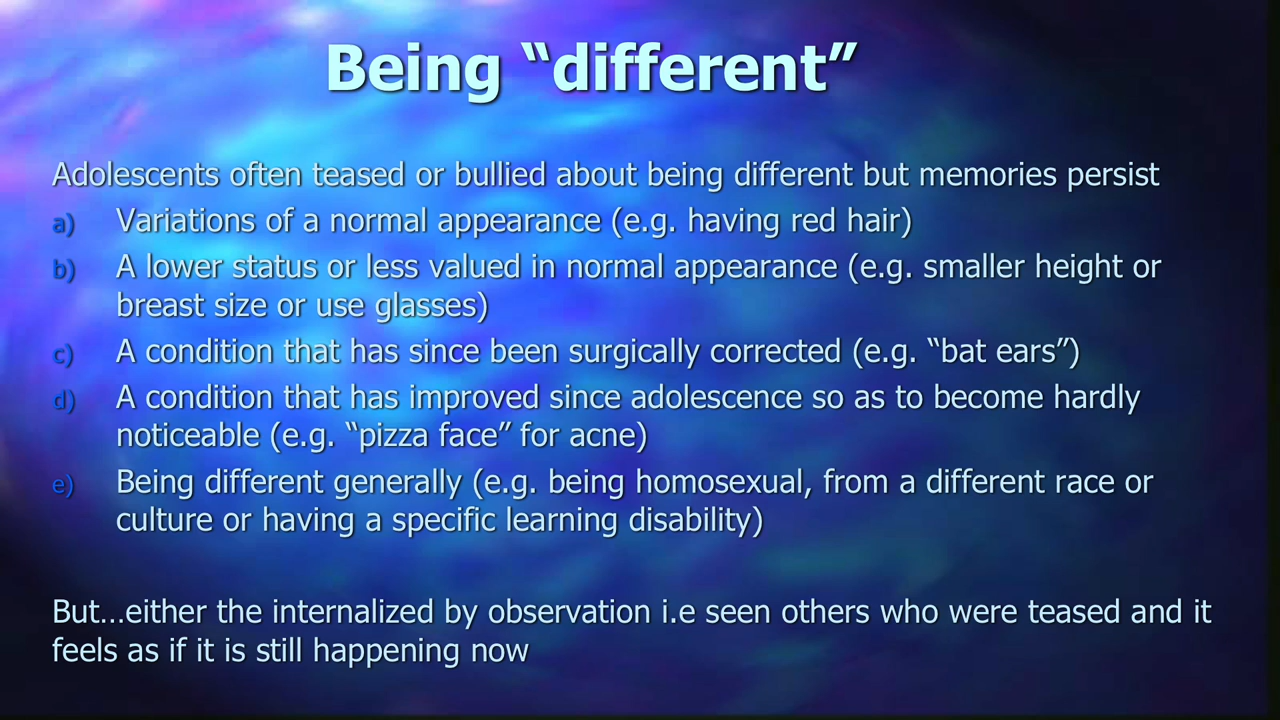 Being “different”
Adolescents often teased or bullied about being different but memories persist
a) Variations of a normal appearance (e.g. having red hair)
b) A lower status or less valued in normal appearance (e.g. smaller height or
breast size or use glasses)
c) A condition that has since been surgically corrected (e.g. “bat ears”)
d) A condition that has improved since adolescence so as to become hardly
noticeable (e.g. “pizza face” for acne)
e) Being different generally (e.g. being homosexual, from a different race or
culture or having a specific learning disability)
But…either the internalized by observation i.e seen others who were teased and it
feels as if it is still happening now